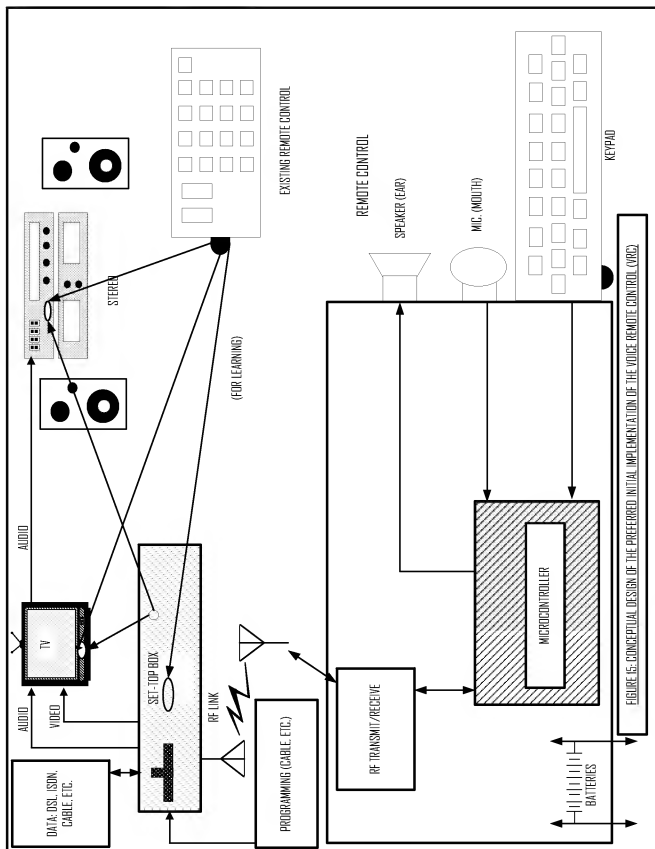 DATA: DSL, ISDN,
CABLE, ETC.
AUDIO
VIDEO
TV
AUDIO
STEREO
SET-TOP BOX
RF LINK
PROGRAMMING (CABLE, ETC.)
(FOR LEARNING)
EXISTING REMOTE CONTROL
REMOTE CONTROL
SPEAKER (EAR)
MIC. (MOUTH)
KEYPAD
RF TRANSMIT/RECEIVE
MICROCONTROLLER
BATTERIES
FIGURE 15: CONCEPTUAL DESIGN OF THE PREFERRED INITIAL IMPLEMENTATION OF THE VOICE REMOTE CONTROL (VRC)